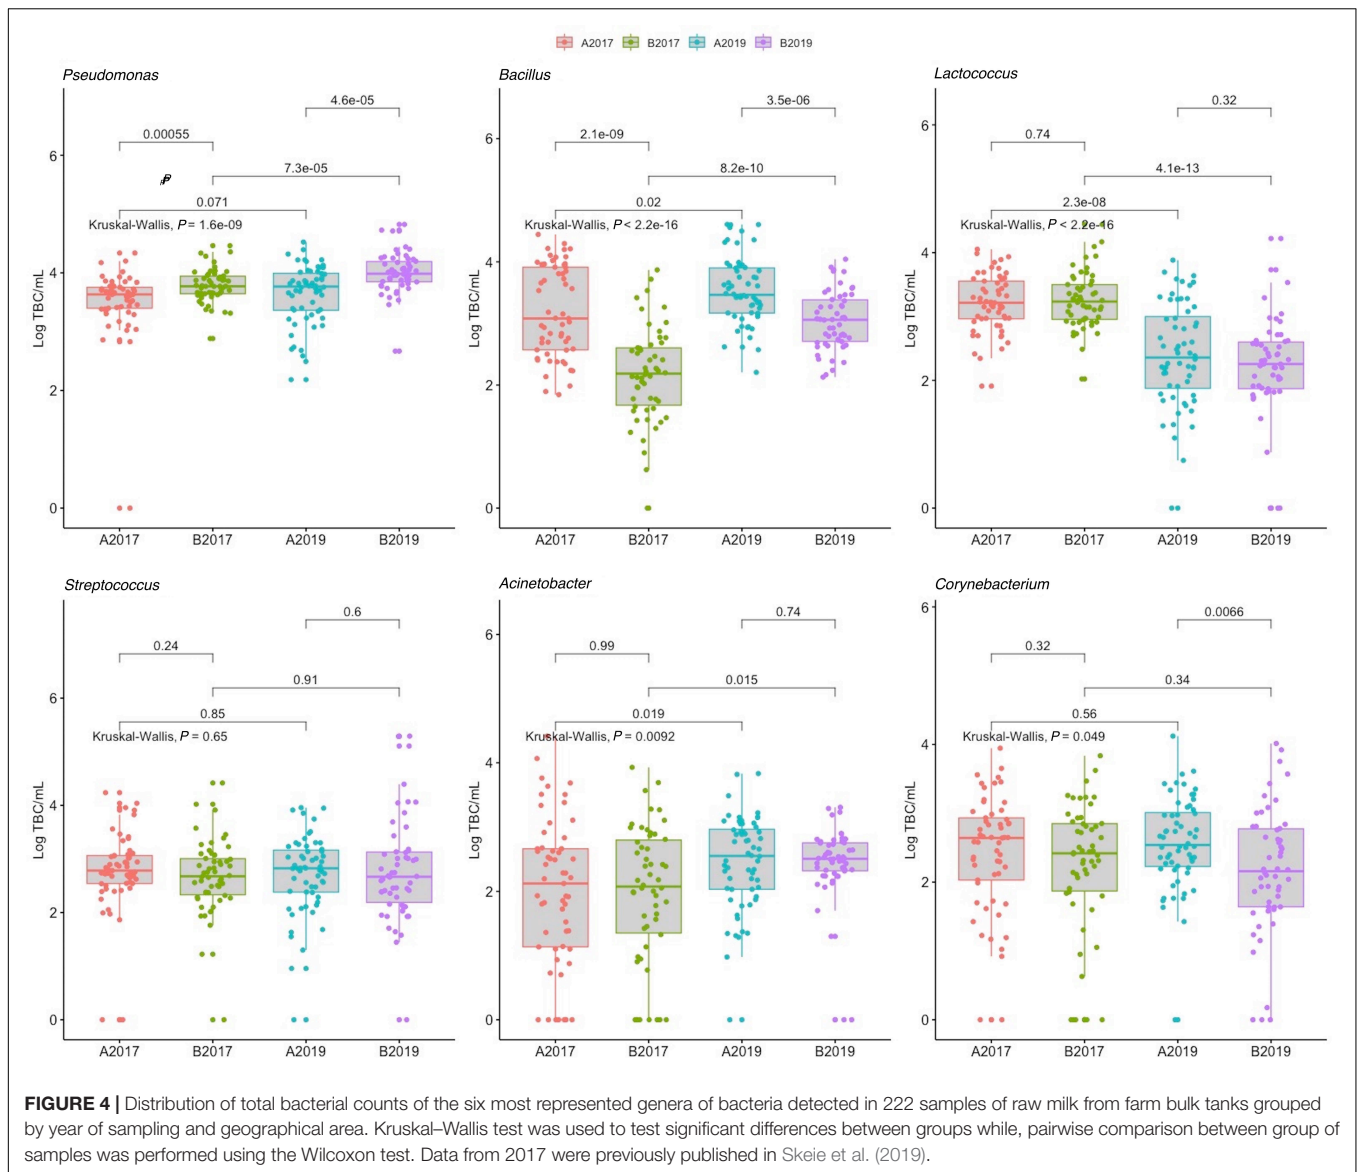 A2017 B2017 A2019 B2019
Pseudomonas
4.6e-05
0.00055
7.3e-05
P
0.071
Kruskal-Wallis, P = 1.6e-09
Log TBC/mL
6
4
2
0
A2017 B2017 A2019 B2019
Bacillus
3.5e-06
2.1e-09
8.2e-10
0.02
Kruskal-Wallis, P < 2.2e-16
Log TBC/mL
6
4
2
0
A2017 B2017 A2019 B2019
Lactococcus
0.32
0.74
4.1e-13
2.3e-08
Kruskal-Wallis, P < 2.2e-16
Log TBC/mL
6
4
2
0
A2017 B2017 A2019 B2019
Streptococcus
0.6
0.24
0.91
0.85
Kruskal-Wallis, P = 0.65
Log TBC/mL
6
4
2
0
A2017 B2017 A2019 B2019
Acinetobacter
0.74
0.99
0.015
0.019
Kruskal-Wallis, P = 0.0092
Log TBC/mL
6
4
2
0
A2017 B2017 A2019 B2019
Corynebacterium
0.0066
0.32
0.34
0.56
Kruskal-Wallis, P = 0.049
Log TBC/mL
6
4
2
0
A2017 B2017 A2019 B2019
FIGURE 4 | Distribution of total bacterial counts of the six most represented genera of bacteria detected in 222 samples of raw milk from farm bulk tanks grouped
by year of sampling and geographical area. Kruskal–Wallis test was used to test significant differences between groups while, pairwise comparison between group of
samples was performed using the Wilcoxon test. Data from 2017 were previously published in Skeie et al. (2019).